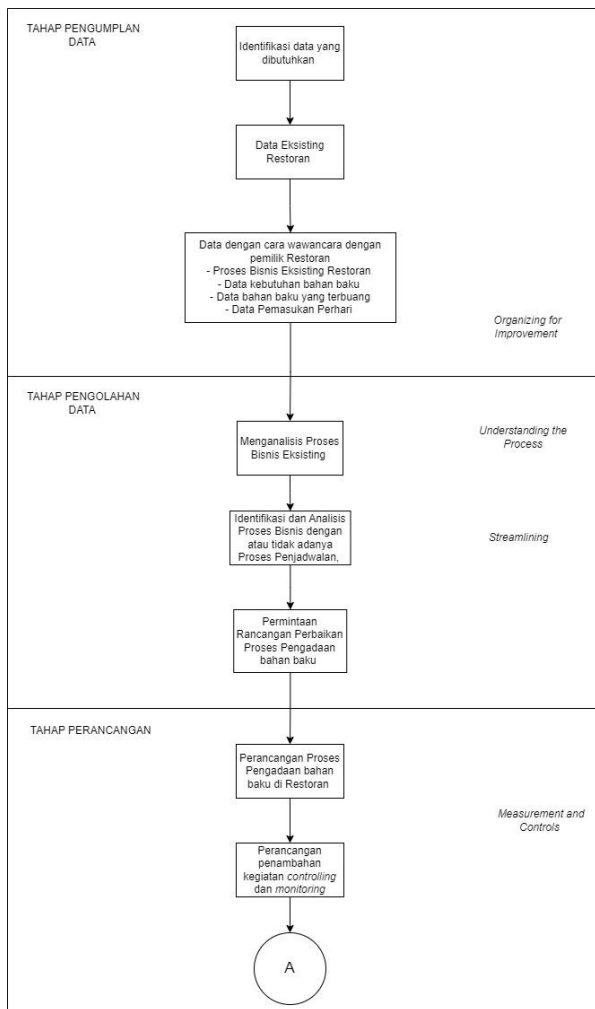 TAHAP PENGUMPLAN
DATA
Identifikasi data yang
dibutuhkan
Data Eksisting
Restoran
Data dengan cara wawancara dengan
pemilik Restoran
- Proses Bisnis Eksisting Restoran
- Data kebutuhan bahan baku
- Data bahan baku yang terbuang
- Data Pemasukan Perhari
Organizing for
Improvement
TAHAP PENGOLAHAN
DATA
Menganalisis Proses
Bisnis Eksisting
Understanding the
Process
Identifikasi dan Analisis
Proses Bisnis dengan
atau tidak adanya
Proses Penjadwalan,
Streamlining
Permintaan
Rancangan Perbaikan
Proses Pengadaan
bahan baku
TAHAP PERANCANGAN
Perancangan Proses
Pengadaan bahan
baku di Restoran
Measurement and
Controls
Perancangan
penambahan
kegiatan controlling
dan monitoring
A